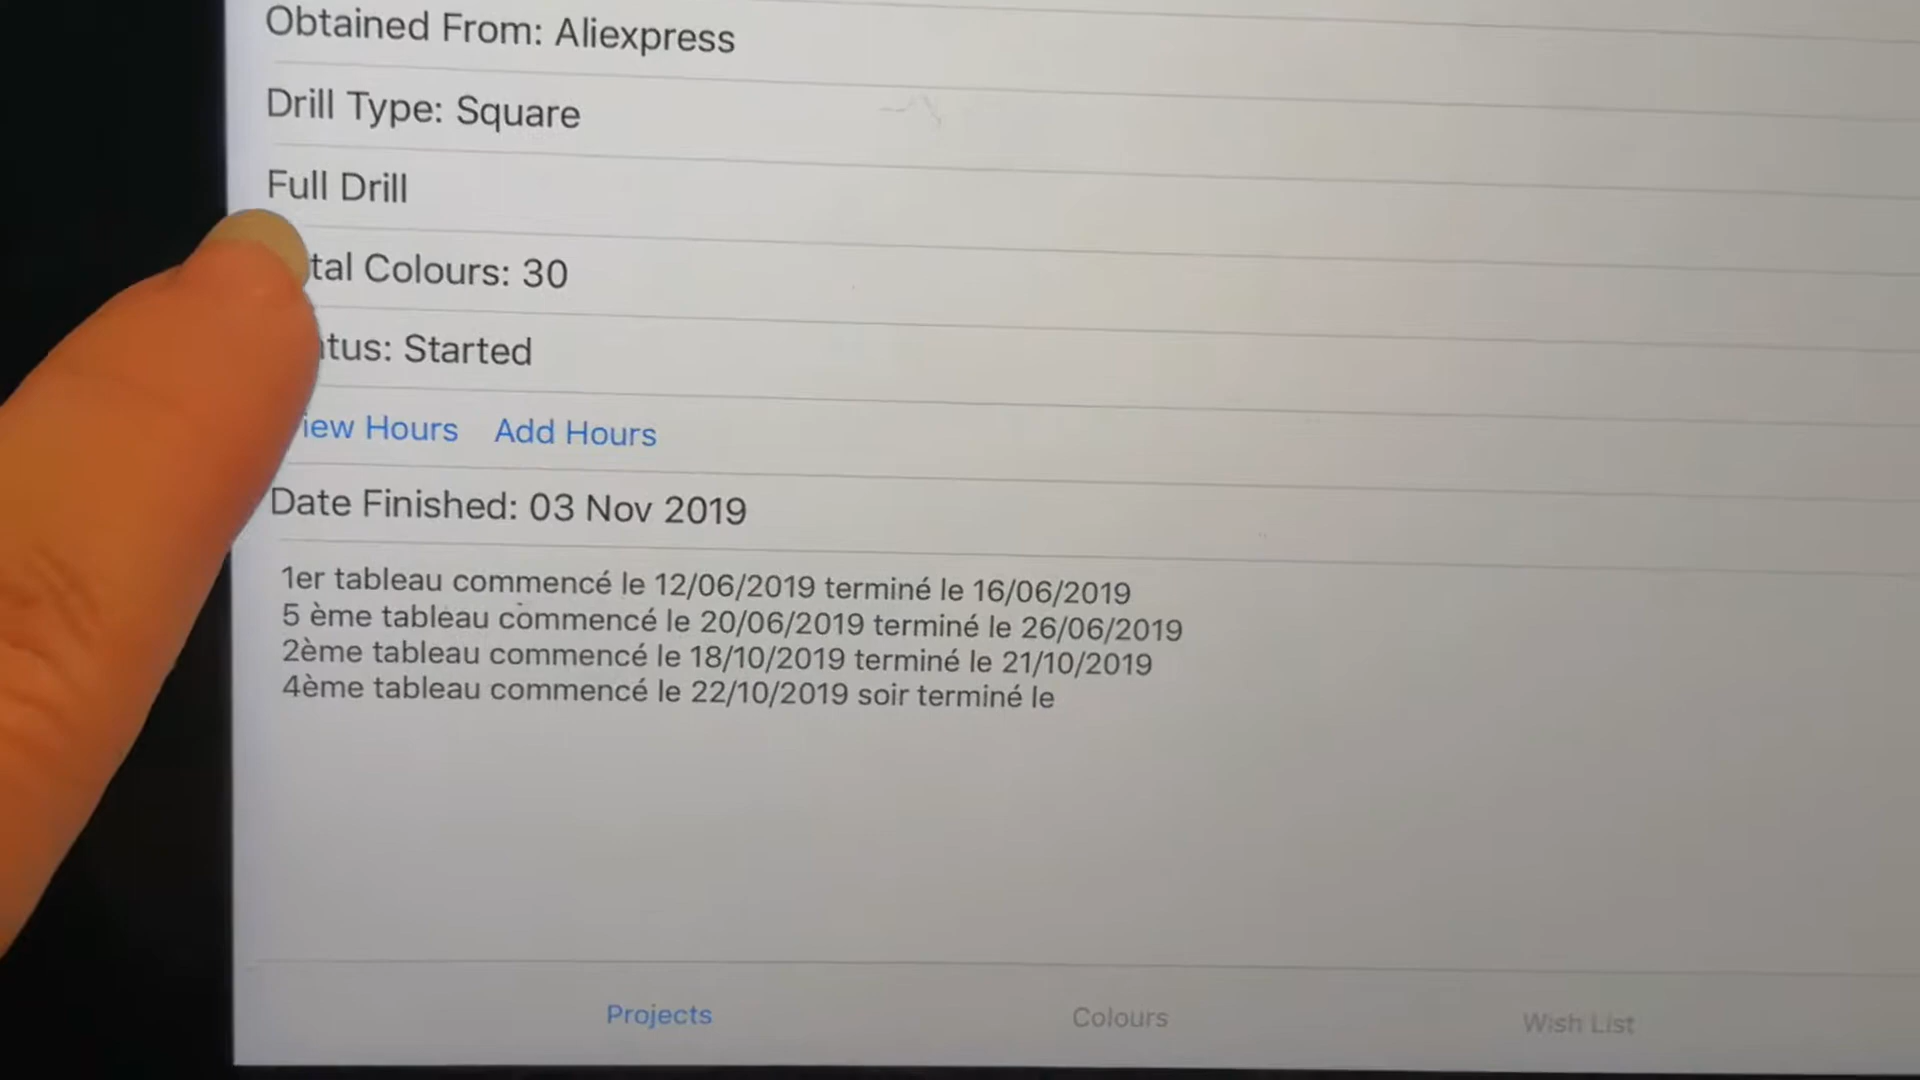 Obtained From: Aliexpress
Drill Type: Square
Full Drill
tal Colours: 30
tus: Started
iew Hours Add Hours
Date Finished: 03 Nov 2019
1er tableau commencé le 12/06/2019 terminé le 16/06/2019
5 ème tableau commencé le 20/06/2019 terminé le 26/06/2019
2ème tableau commencé le 18/10/2019 terminé le 21/10/2019
4ème tableau commencé le 22/10/2019 soir terminé le
Projects Colours Wish List